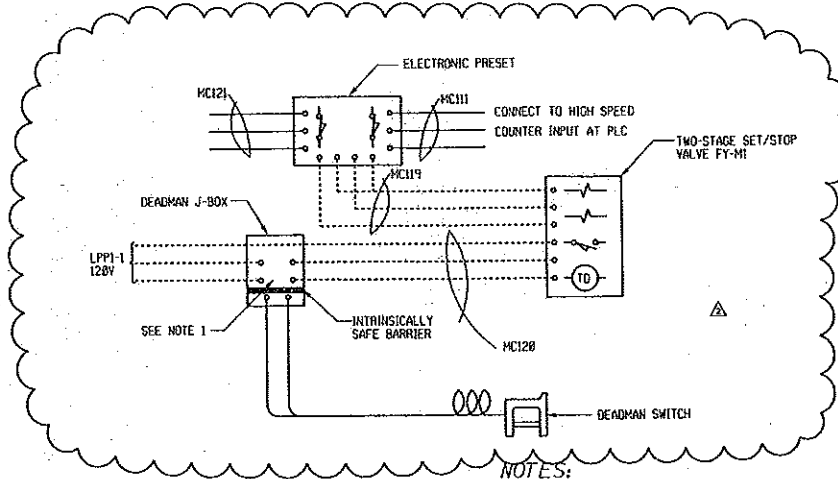 ELECTRONIC PRESET
MC121
MC111
CONNECT TO HIGH SPEED
COUNTER INPUT AT PLC
TWO-STAGE SET/STOP
VALVE FY-M1
MC119
DEADMAN J-BOX
LPP1-1
120V
TD
SEE NOTE 1
INTRINSICALLY
SAFE BARRIER
MC120
2
DEADMAN SWITCH
NOTES: